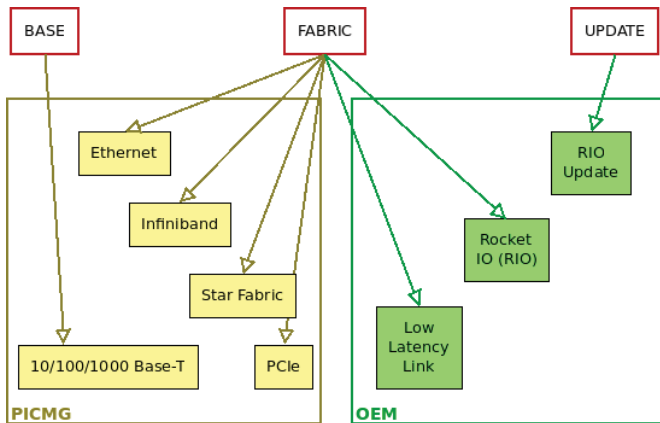 BASE
FABRIC
UPDATE
Ethernet
RIO
Update
Infiniband
Rocket
IO (RIO)
Star Fabric
Low
Latency
Link
10/100/1000 Base-T
PCIe
PICMG
OEM